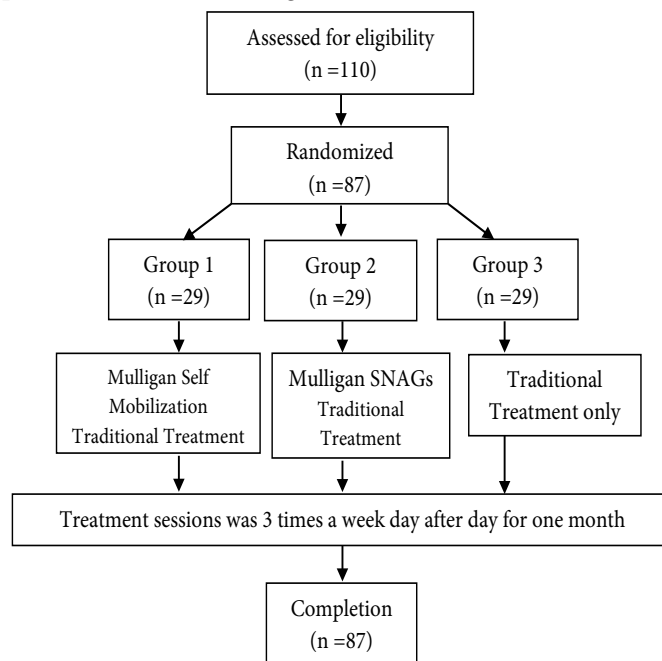 Assessed for eligibility
(n =110)
Randomized
(n =87)
Group 1
(n =29)
Group 2
(n =29)
Group 3
(n =29)
Mulligan Self
Mobilization
Traditional Treatment
Mulligan SNAGs
Traditional
Treatment
Traditional
Treatment only
Treatment sessions was 3 times a week day after day for one month
Completion
(n =87)